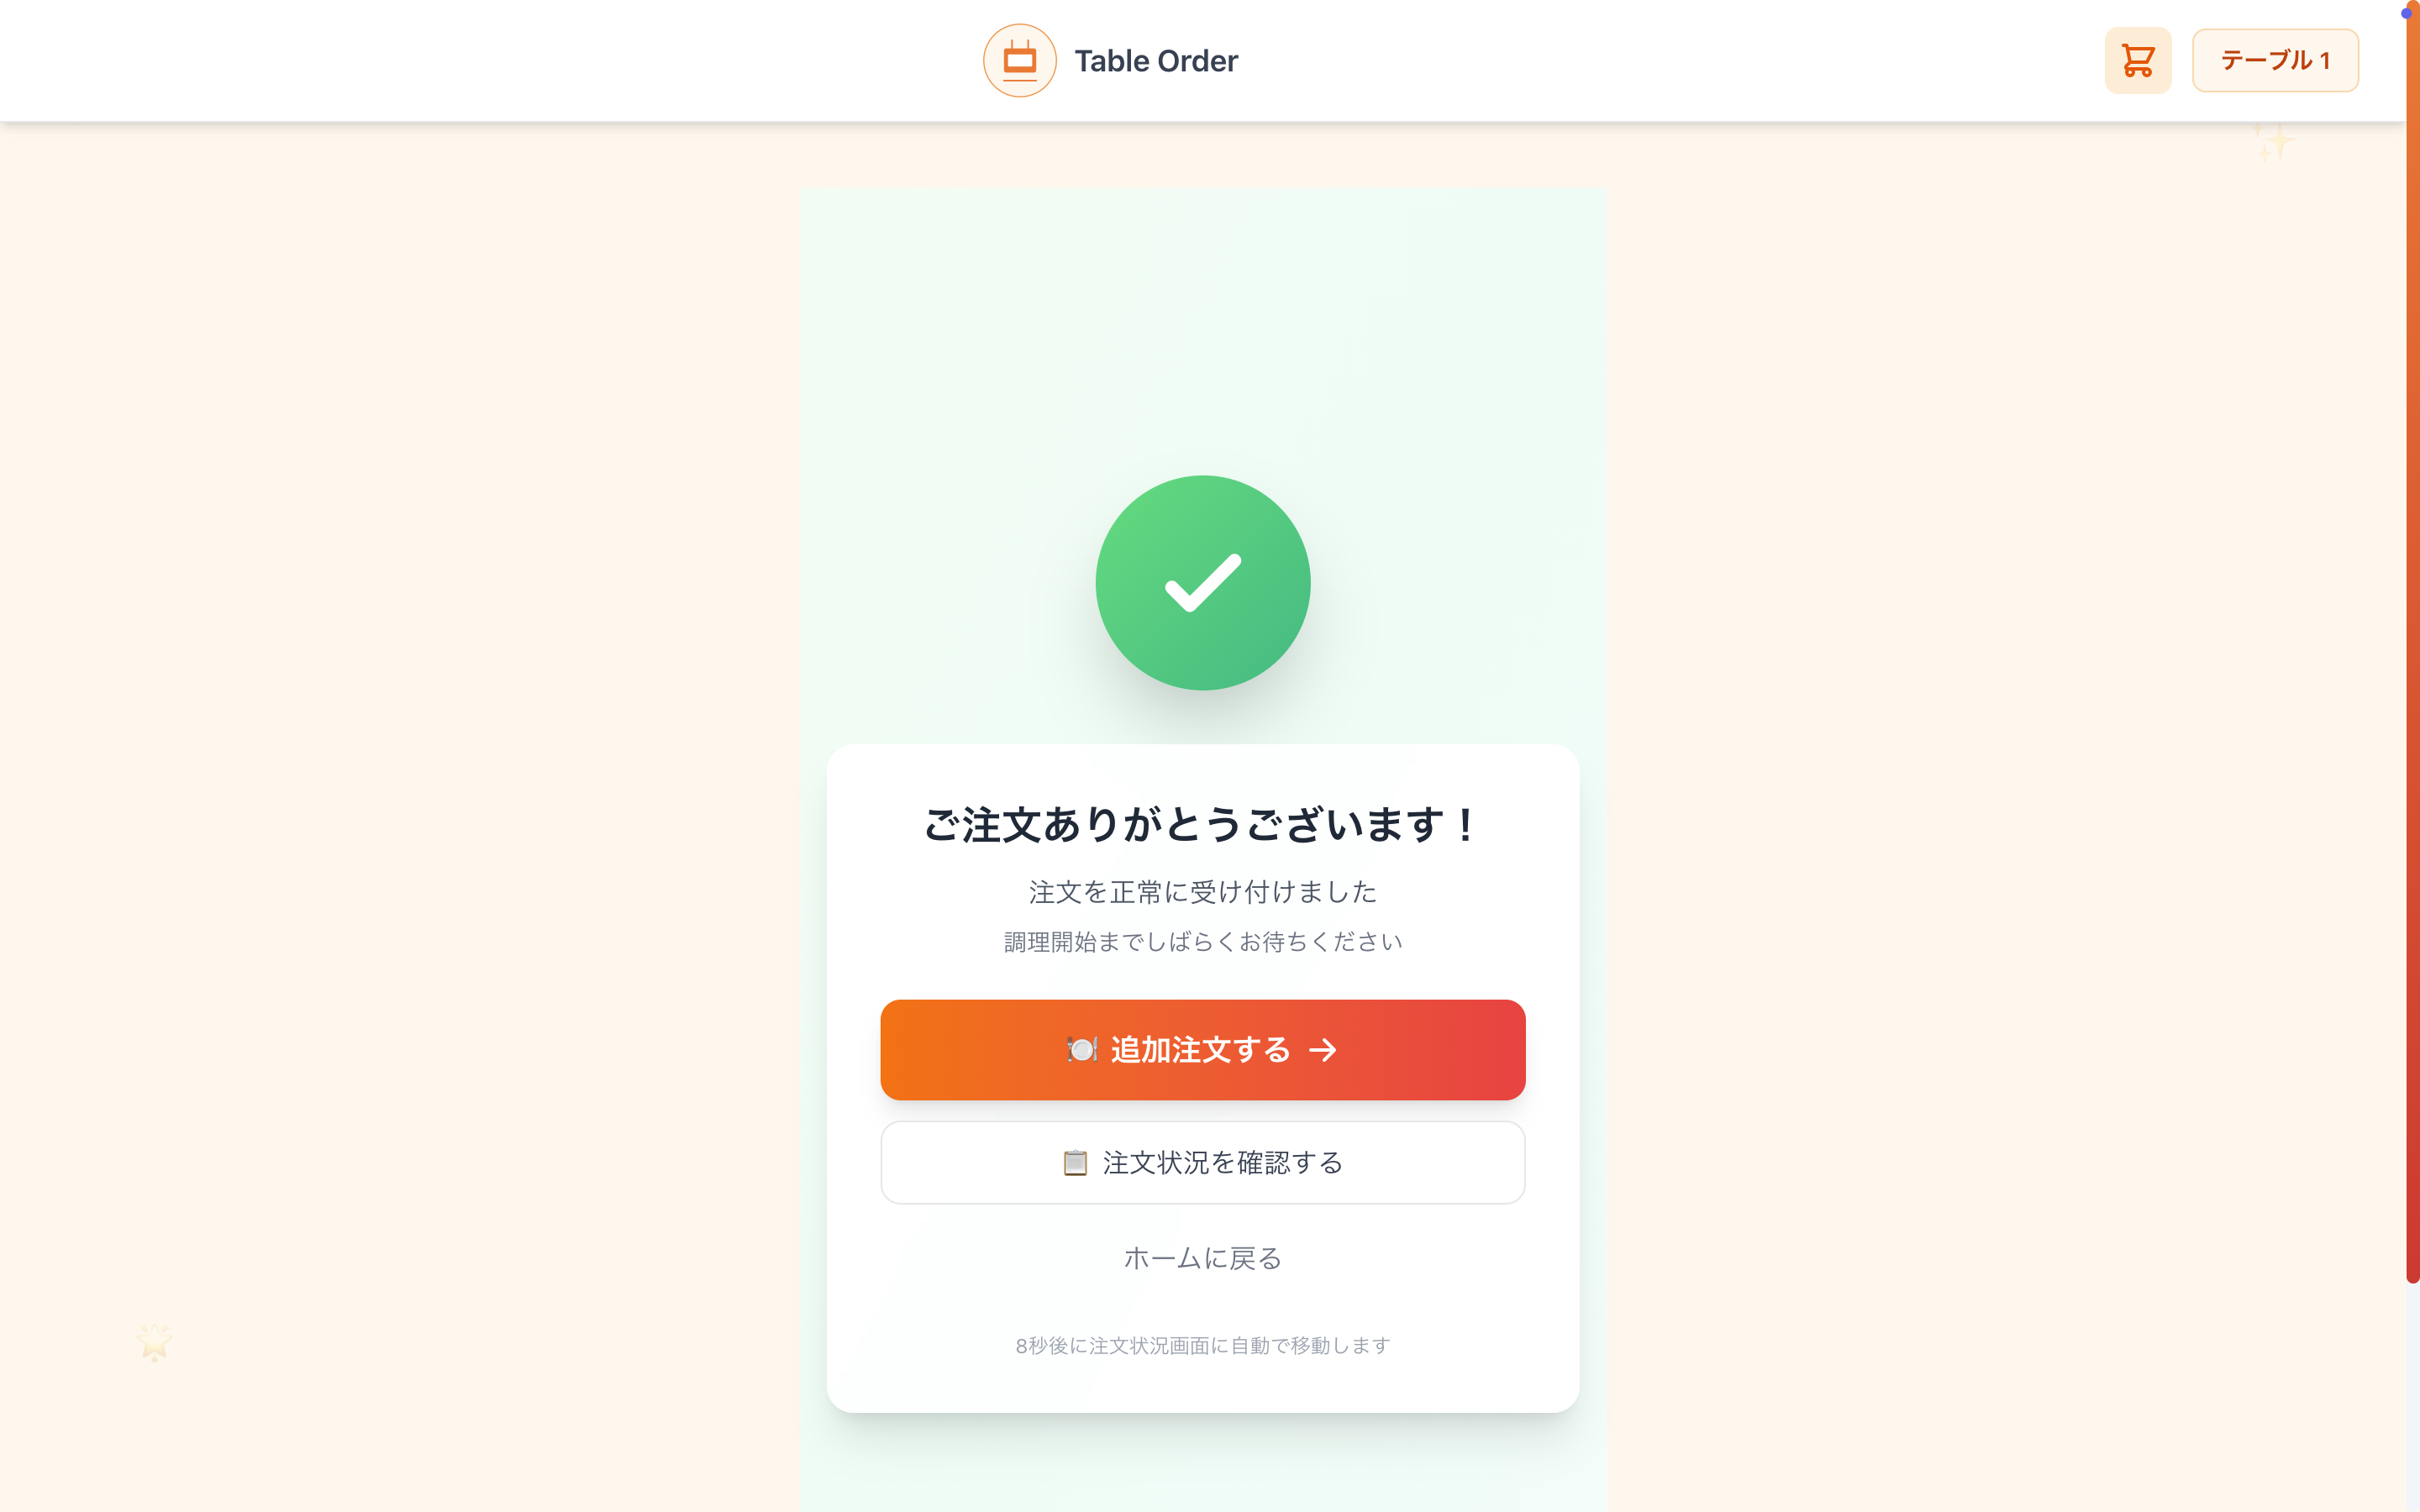 Table Order
テーブル 1
ご注文ありがとうございます！
注文を正常に受け付けました
調理開始までしばらくお待ちください
追加注文する
注文状況を確認する
ホームに戻る
8秒後に注文状況画面に自動で移動します